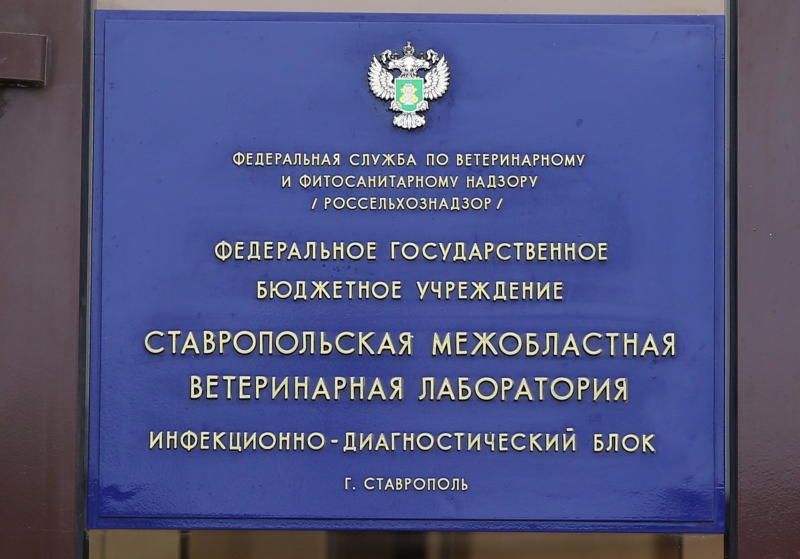 ФЕДЕРАЛЬНАЯ СЛУЖБА ПО ВЕТЕРИНАРНОМУ
И ФИТОСАНИТАРНОМУ НАДЗОРУ
/ РОССЕЛЬХОЗНАДЗОР /
ФЕДЕРАЛЬНОЕ ГОСУДАРСТВЕННОЕ
БЮДЖЕТНОЕ УЧРЕЖДЕНИЕ
СТАВРОПОЛЬСКАЯ МЕЖОБЛАСТНАЯ
ВЕТЕРИНАРНАЯ ЛАБОРАТОРИЯ
ИНФЕКЦИОННО-ДИАГНОСТИЧЕСКИЙ БЛОК
Г. СТАВРОПОЛЬ